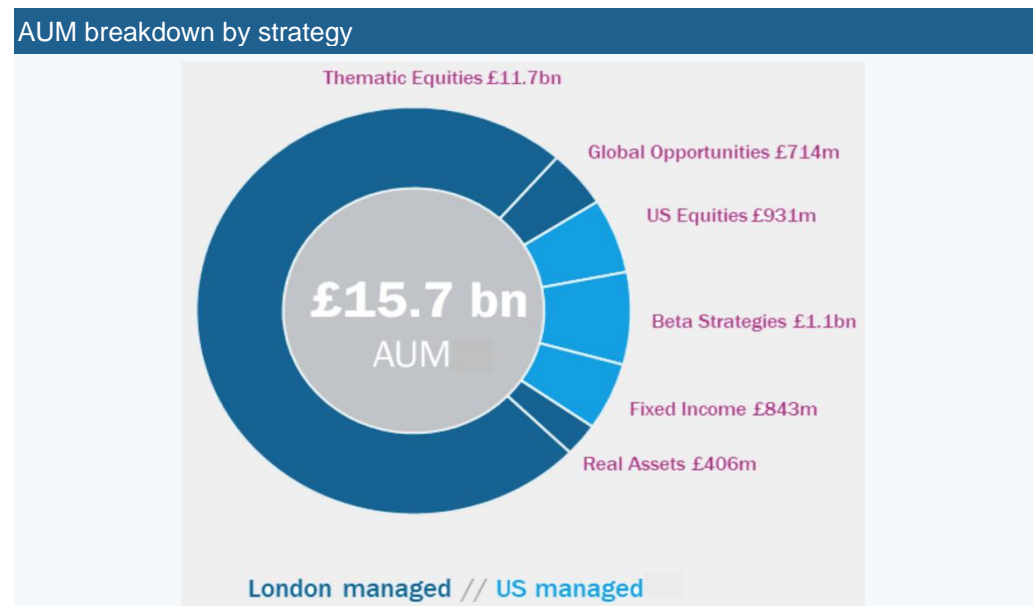 AUM breakdown by strategy
Thematic Equities £11.7bn
Global Opportunities £714m
US Equities £931m
£15.7 bn
AUM
Beta Strategies £1.1bn
Fixed Income £843m
Real Assets £406m
London managed // US managed